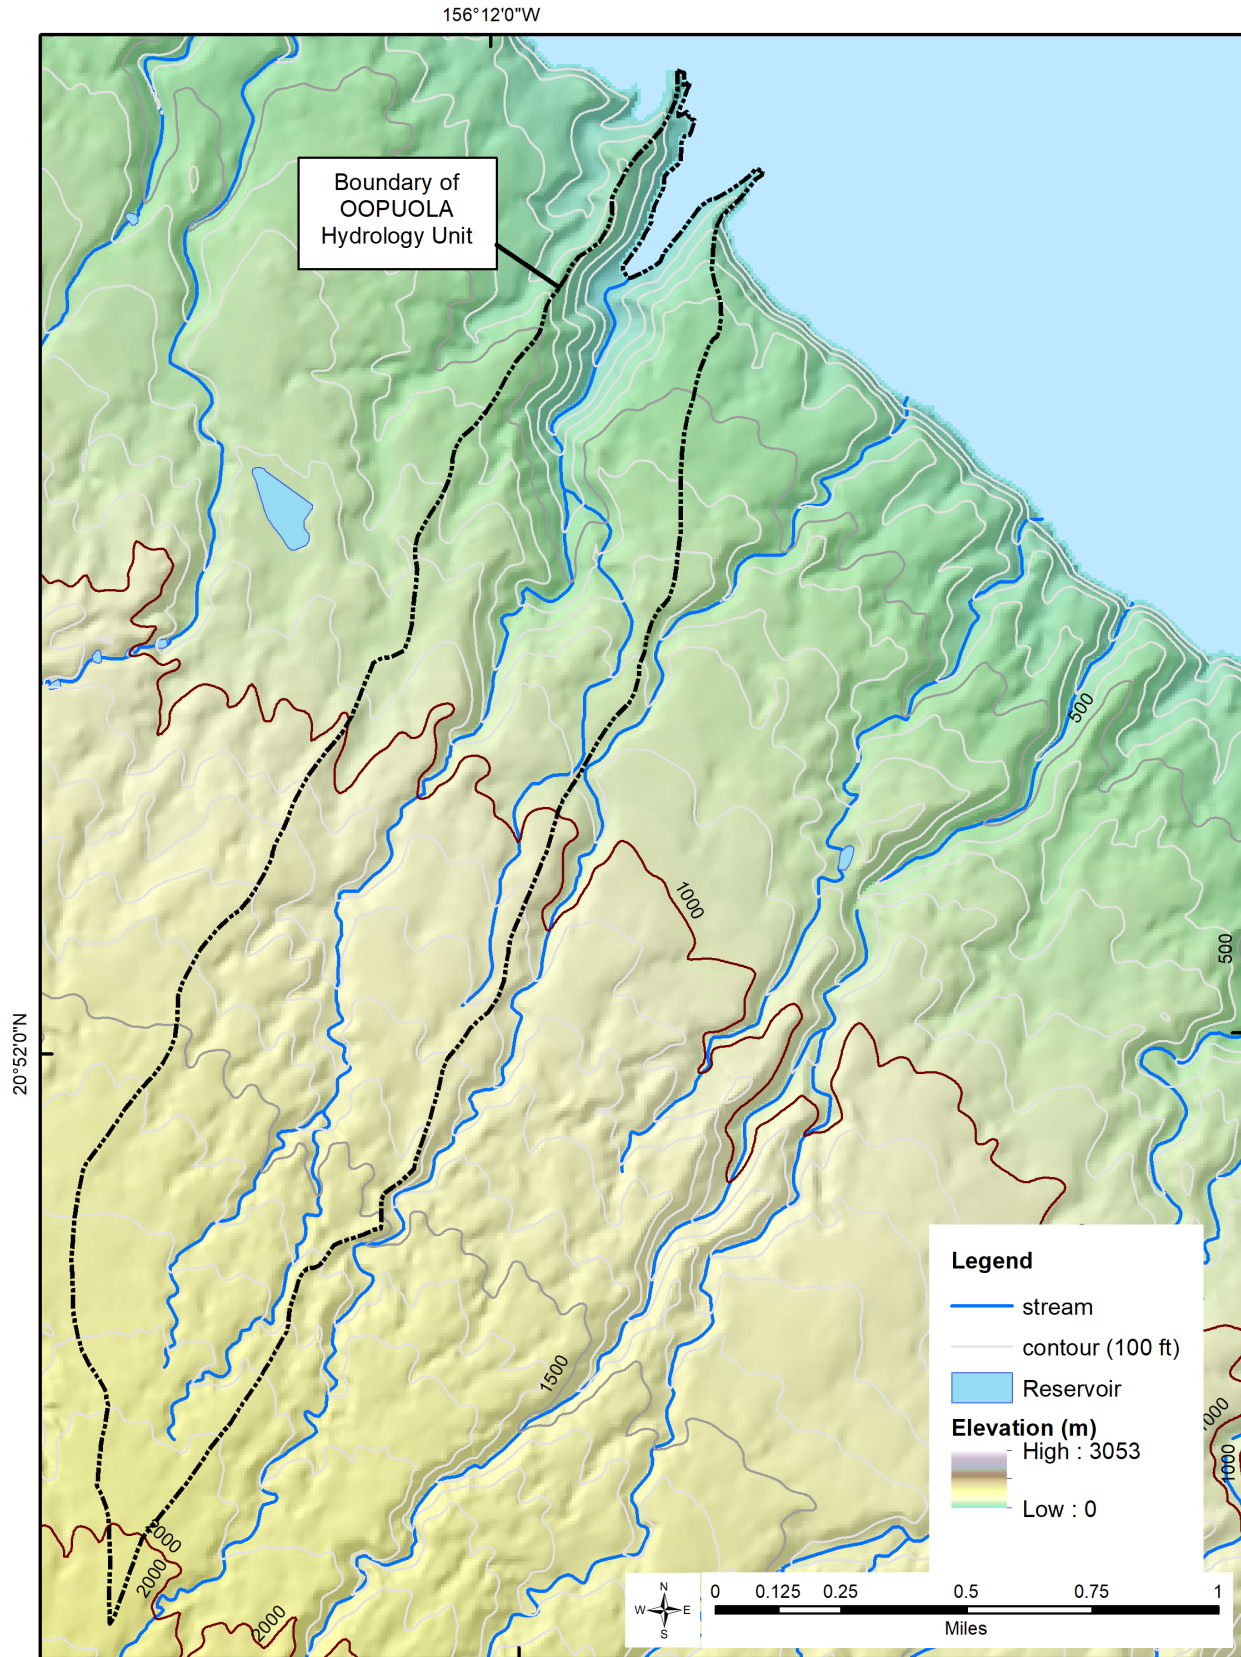 156°12'0"W
Boundary of
OOPUOLA
Hydrology Unit
500
1000
500
20°52'0"N
1500
2000
2000
2000
1000
1000
Legend
stream
contour (100 ft)
Reservoir
Elevation (m)
High : 3053
Low : 0
N
W E
S
0 0.125 0.25 0.5 0.75 1
Miles